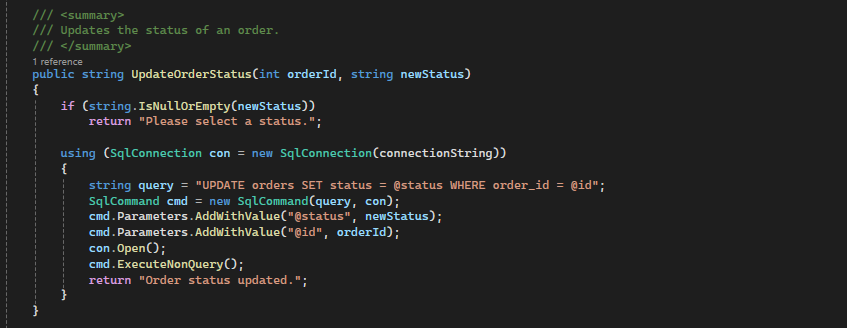 /// <summary>
/// Updates the status of an order.
/// </summary>
1 reference
public string UpdateOrderStatus(int orderId, string newStatus)
{
if (string.IsNullOrEmpty(newStatus))
return "Please select a status.";
using (SqlConnection con = new SqlConnection(connectionString))
{
string query = "UPDATE orders SET status = @status WHERE order_id = @id";
SqlCommand cmd = new SqlCommand(query, con);
cmd.Parameters.AddWithValue("@status", newStatus);
cmd.Parameters.AddWithValue("@id", orderId);
con.Open();
cmd.ExecuteNonQuery();
return "Order status updated.";
}
}